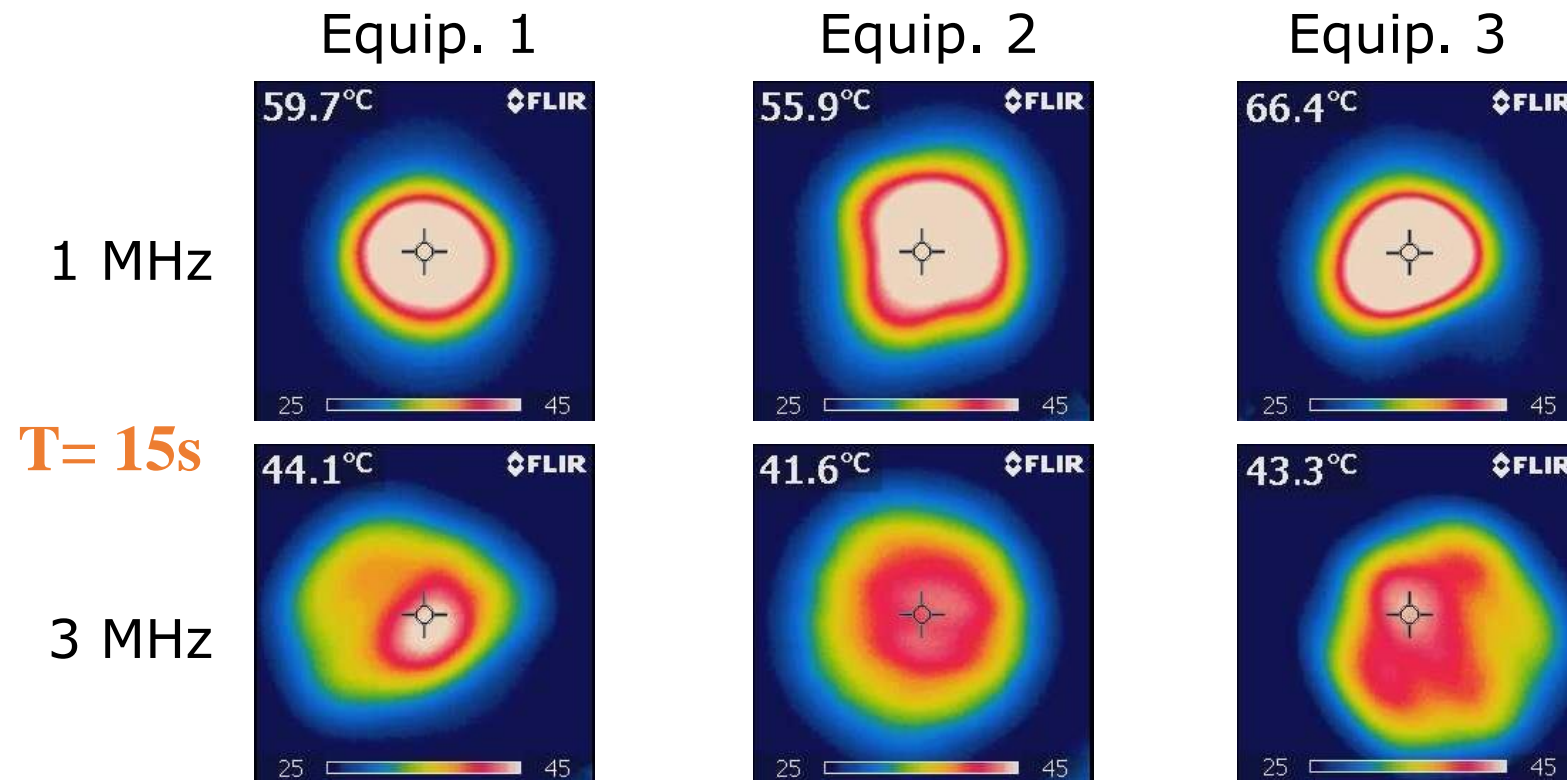 Equip. 1 Equip. 2 Equip. 3
59.7°C FLIR 55.9°C FLIR 66.4°C FLIR
1 MHz
25 45 25 45 25 45
T= 15s
44.1°C FLIR 41.6°C FLIR 43.3°C FLIR
3 MHz
25 45 25 45 25 45